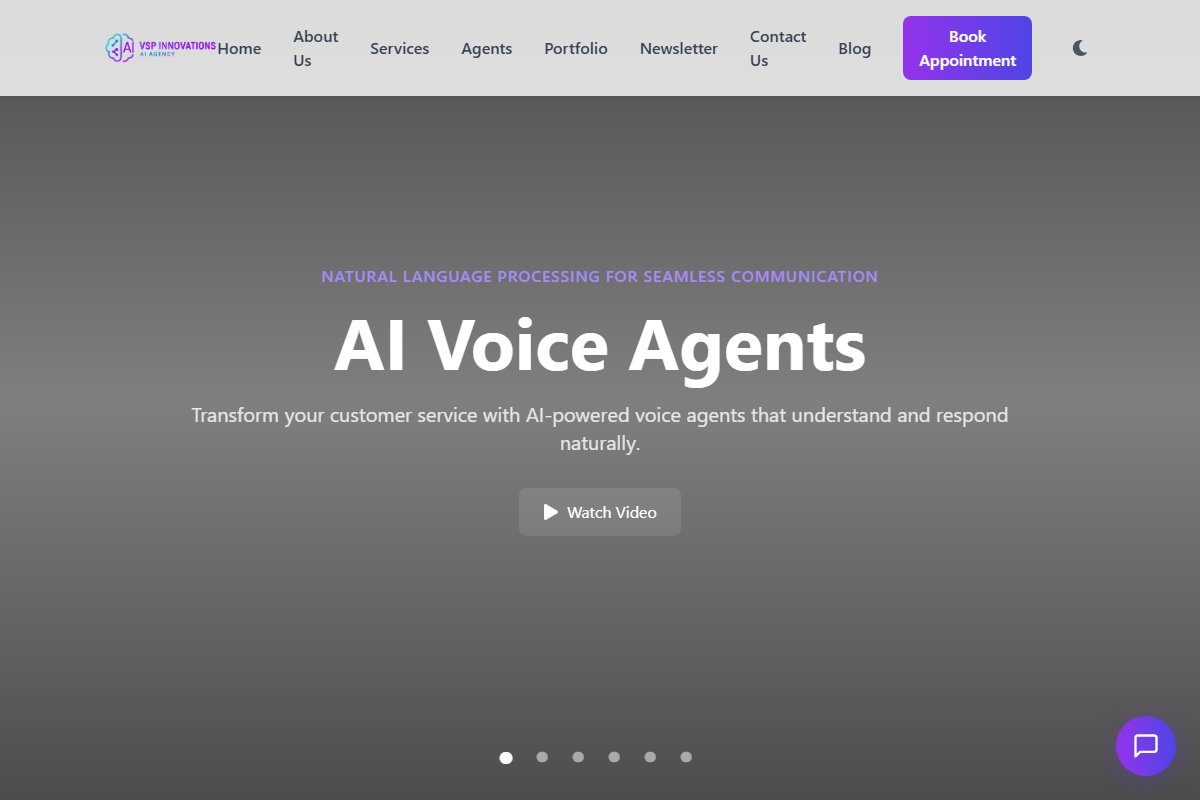 AI VSP INNOVATIONS
AI AGENCY
Home
About Us
Services
Agents
Portfolio
Newsletter
Contact Us
Blog
Book Appointment
NATURAL LANGUAGE PROCESSING FOR SEAMLESS COMMUNICATION
AI Voice Agents
Transform your customer service with AI-powered voice agents that understand and respond
naturally.
Watch Video